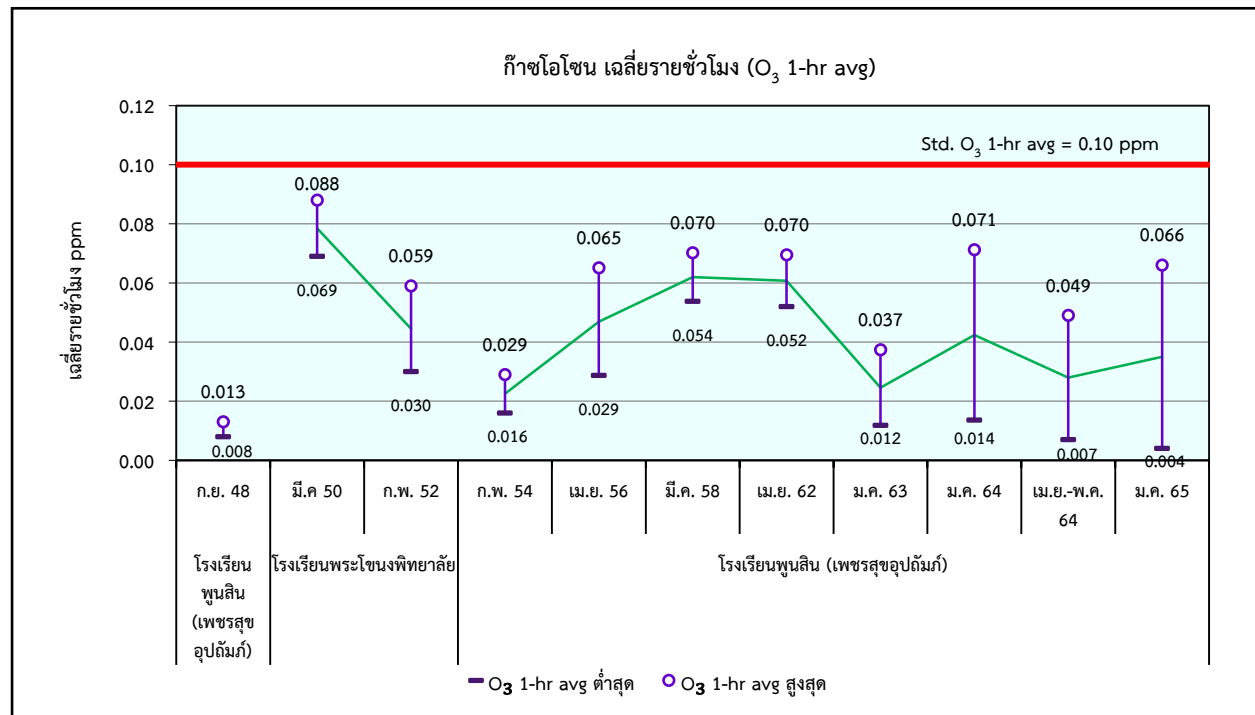 ก๊าซโอโซน เฉลี่ยรายชั่วโมง (O3 1-hr avg)
เฉลี่ยรายชั่วโมง ppm
0.12
0.10
0.08
0.06
0.04
0.02
0.00
Std. O3 1-hr avg = 0.10 ppm
0.013
0.008
0.088
0.069
0.059
0.030
0.029
0.016
0.065
0.029
0.070
0.054
0.070
0.052
0.037
0.012
0.071
0.014
0.049
0.007
0.066
0.004
ก.ย. 48
มี.ค 50
ก.พ. 52
ก.พ. 54
เม.ย. 56
มี.ค. 58
เม.ย. 62
ม.ค. 63
ม.ค. 64
เม.ย.-พ.ค.
64
ม.ค. 65
โรงเรียน
พูนสิน
(เพชรสุข
อุปถัมภ์)
โรงเรียนพระโขนงพิทยาลัย
โรงเรียนพูนสิน (เพชรสุขอุปถัมภ์)
O3 1-hr avg ต่ำสุด
O3 1-hr avg สูงสุด